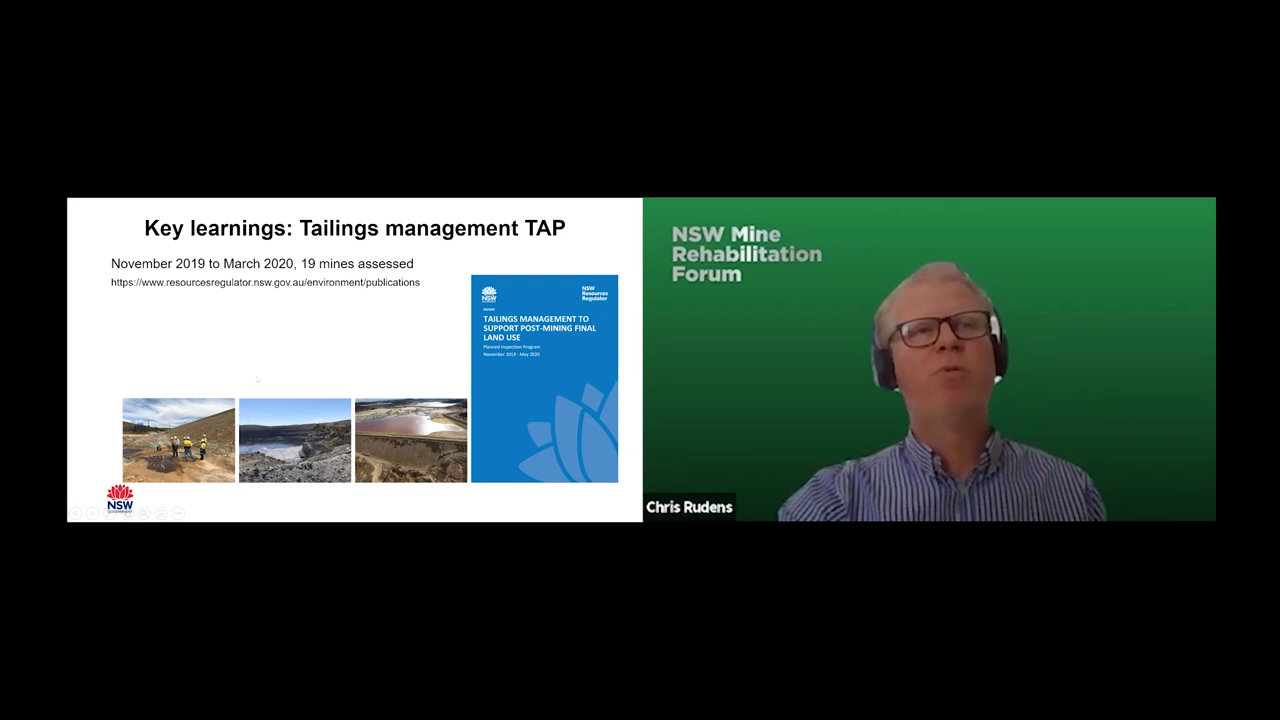 Key learnings: Tailings management TAP
November 2019 to March 2020, 19 mines assessed
https://www.resourcesregulator.nsw.gov.au/environment/publications
NSW
NSW
Resources
Regulator
REPORT
TAILINGS MANAGEMENT TO
SUPPORT POST-MINING FINAL
LAND USE
Planned Inspection Program
November 2019 - May 2020
NSW
GOVERNMENT
NSW Mine
Rehabilitation
Forum
Chris Rudens